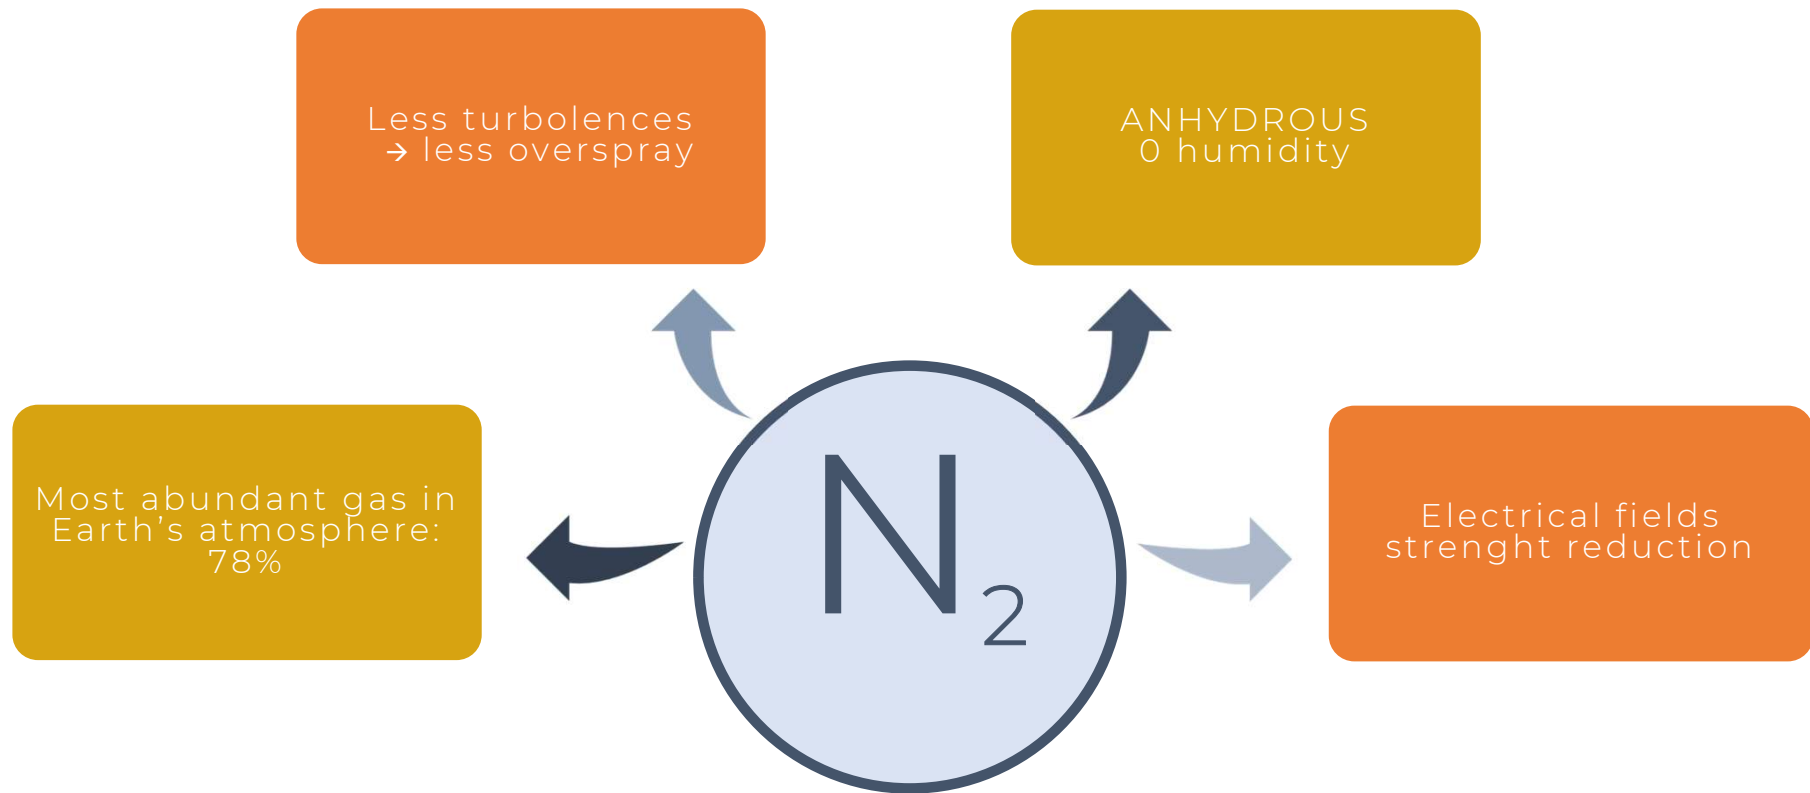 Less turbolences
→ less overspray
ANHYDROUS
0 humidity
Most abundant gas in
Earth’s atmosphere:
78%
N₂
Electrical fields
strenght reduction